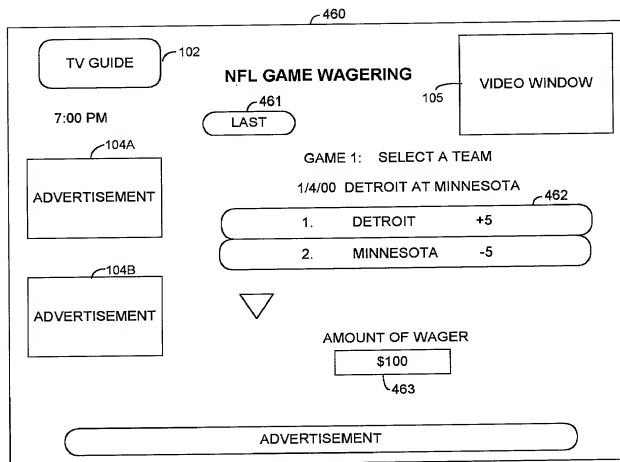 460
TV GUIDE
102
NFL GAME WAGERING
105
VIDEO WINDOW
7:00 PM
461
LAST
104A
ADVERTISEMENT
GAME 1: SELECT A TEAM
1/4/00 DETROIT AT MINNESOTA
462
1. DETROIT +5
2. MINNESOTA -5
104B
ADVERTISEMENT
AMOUNT OF WAGER
$100
463
ADVERTISEMENT